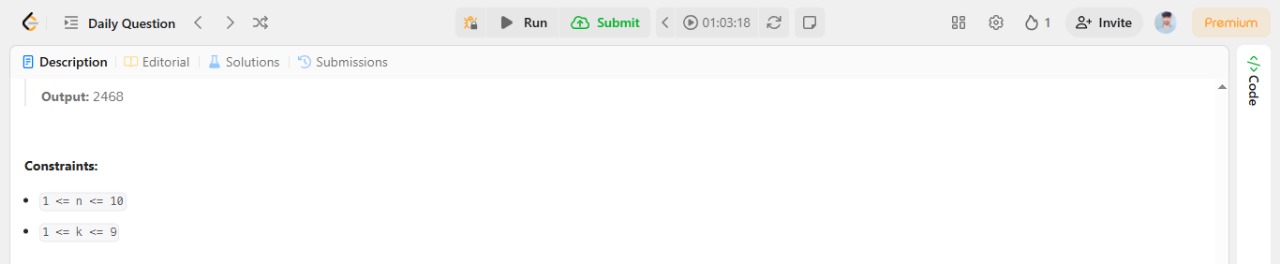 Daily Question Run Submit 01:03:18 1 Invite Premium
Description Editorial Solutions Submissions
</> Code
Output: 2468
Constraints:
• 1 <= n <= 10
• 1 <= k <= 9